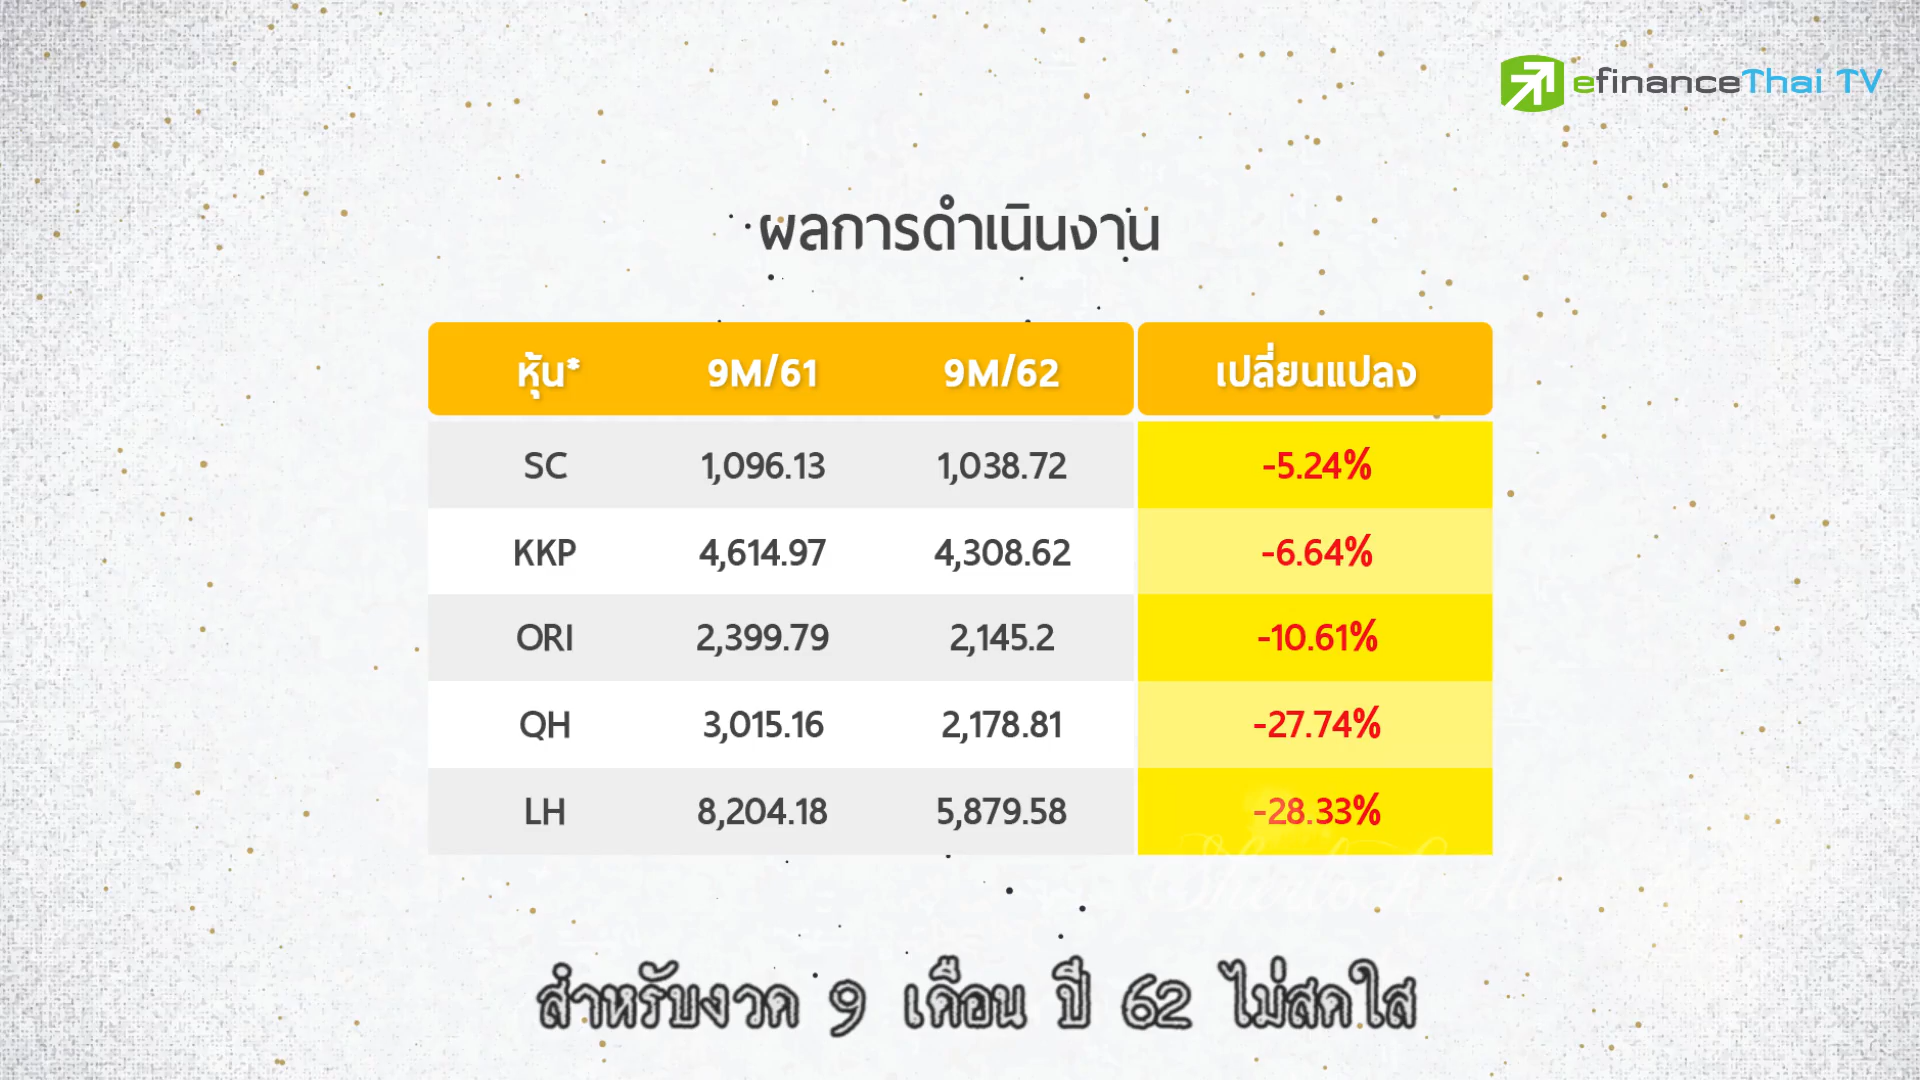 efinanceThai TV
ผลการดำเนินงาน
หุ้น* 9M/61 9M/62 เปลี่ยนแปลง
SC 1,096.13 1,038.72 -5.24%
KKP 4,614.97 4,308.62 -6.64%
ORI 2,399.79 2,145.2 -10.61%
QH 3,015.16 2,178.81 -27.74%
LH 8,204.18 5,879.58 -28.33%
สำหรับงวด 9 เดือน ปี 62 ไม่สดใส